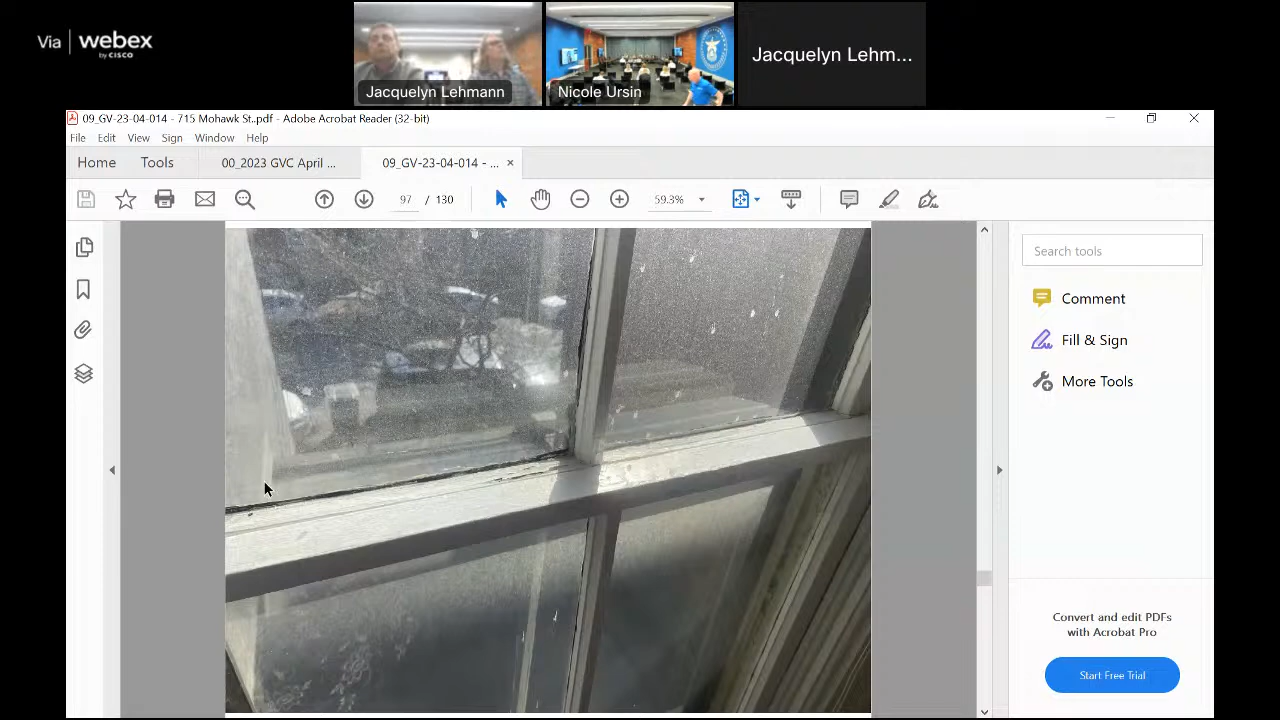 Via webex
by CISCO
Jacquelyn Lehmann
Nicole Ursin
Jacquelyn Lehm...
09_GV-23-04-014 - 715 Mohawk St..pdf - Adobe Acrobat Reader (32-bit)
File Edit View Sign Window Help
Home Tools 00_2023 GVC April ... 09_GV-23-04-014 - ...
97 / 130 59.3%
Search tools
Comment
Fill & Sign
More Tools
Convert and edit PDFs
with Acrobat Pro
Start Free Trial